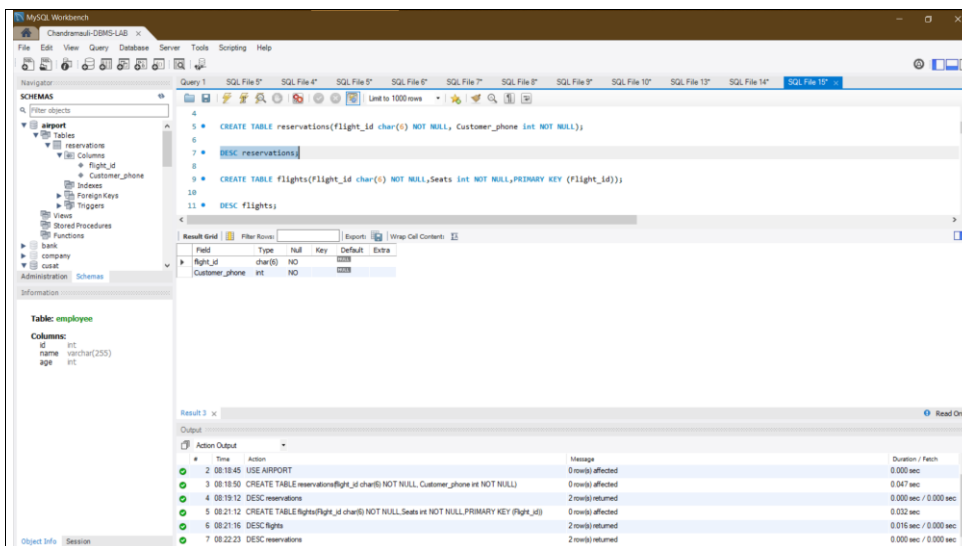 MySQL Workbench
Chandramauli-DBMS-LAB ×
File Edit View Query Database Server Tools Scripting Help
Navigator
SCHEMAS
Filter objects
airport
Tables
reservations
Columns
flight_id
Customer_phone
Indexes
Foreign Keys
Triggers
Views
Stored Procedures
Functions
bank
company
cusat
Administration Schemas
Information
Table: employee
Columns:
id int
name varchar(255)
age int
Object Info Session
Query 1 SQL File 5* SQL File 4* SQL File 5* SQL File 6* SQL File 7* SQL File 8* SQL File 9* SQL File 10* SQL File 13* SQL File 14* SQL File 15* ×
Limit to 1000 rows
4
5 CREATE TABLE reservations(flight_id char(6) NOT NULL, Customer_phone int NOT NULL);
6
7 DESC reservations;
8
9 CREATE TABLE flights(Flight_id char(6) NOT NULL,Seats int NOT NULL,PRIMARY KEY (Flight_id));
10
11 DESC flights;
Result Grid Filter Rows: Export: Wrap Cell Content:
Field Type Null Key Default Extra
flight_id char(6) NO NULL
Customer_phone int NO NULL
Result 3 × Read On
Output
Action Output
# Time Action Message Duration / Fetch
2 08:18:45 USE AIRPORT 0 row(s) affected 0.000 sec
3 08:18:50 CREATE TABLE reservations(flight_id char(6) NOT NULL, Customer_phone int NOT NULL) 0 row(s) affected 0.047 sec
4 08:19:12 DESC reservations 2 row(s) returned 0.000 sec / 0.000 sec
5 08:21:12 CREATE TABLE flights(Flight_id char(6) NOT NULL,Seats int NOT NULL,PRIMARY KEY (Flight_id)) 0 row(s) affected 0.032 sec
6 08:21:16 DESC flights 2 row(s) returned 0.016 sec / 0.000 sec
7 08:22:23 DESC reservations 2 row(s) returned 0.000 sec / 0.000 sec